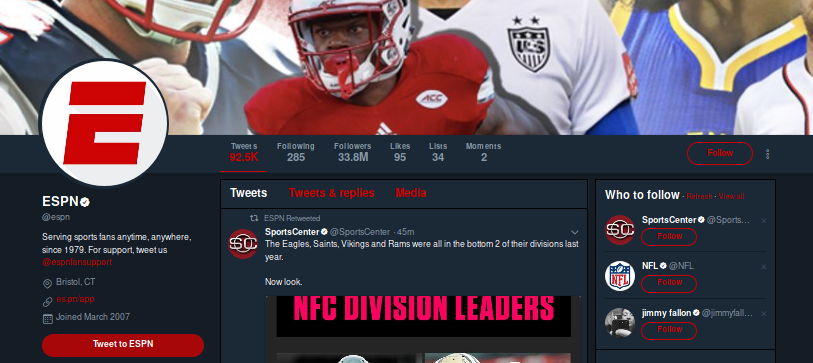 ACC
US
Tweets Following Followers Likes Lists Moments
92.5K 285 33.8M 95 34 2
Follow
ESPN
@espn
Serving sports fans anytime, anywhere,
since 1979. For support, tweet us
@espnfansupport
Bristol, CT
es.pn/app
Joined March 2007
Tweet to ESPN
Tweets Tweets & replies Media
ESPN Retweeted
SportsCenter @SportsCenter · 45m
The Eagles, Saints, Vikings and Rams were all in the bottom 2 of their divisions last
year.
Now look.
NFC DIVISION LEADERS
Who to follow · Refresh · View all
SportsCenter @Sports...
Follow
NFL @NFL
Follow
jimmy fallon @jimmyfall...
Follow